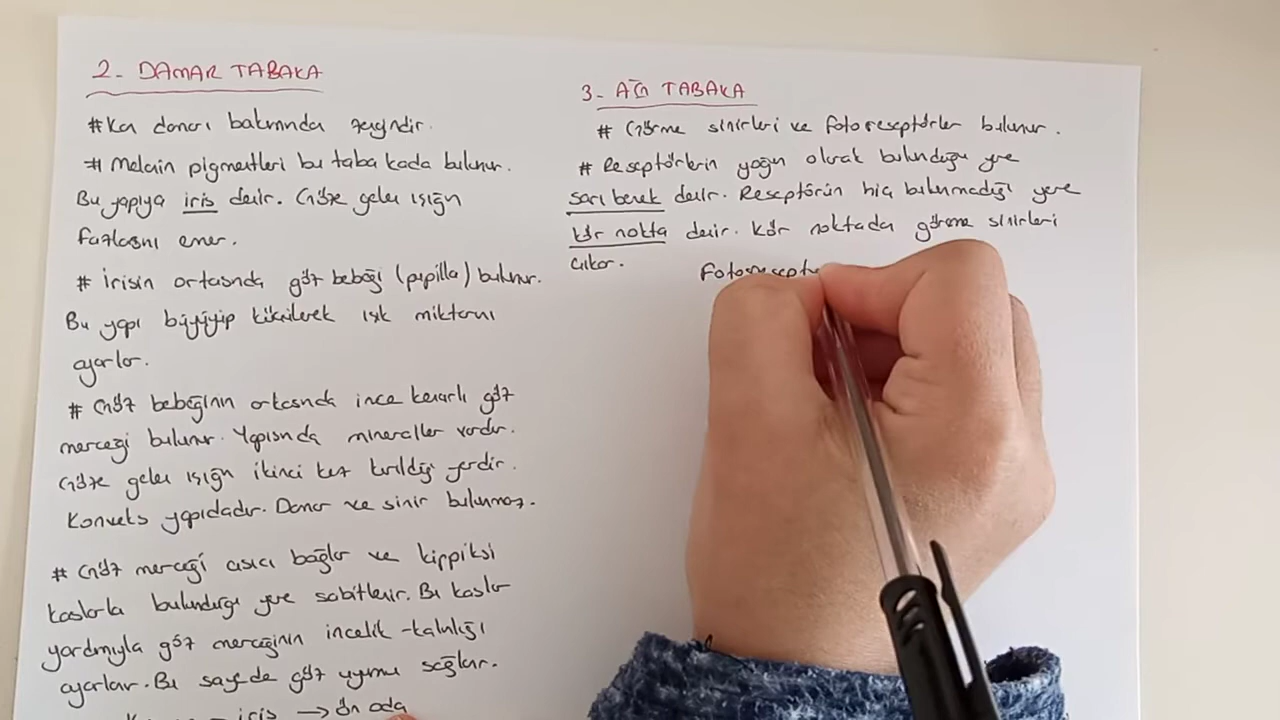 2- DAMAR TABAKA
# Kan damarı bakımında zengindir.
# Melanin pigmentleri bu tabakada bulunur.
Bu yapıya iris denir. Göze gelen ışığın
fazlasını emer.
# İrisin ortasında göz bebeği (pupilla) bulunur.
Bu yapı büyüyüp küçülerek ışık miktarını
ayarlar.
# Göz bebeğinin ortasında ince kenarlı göz
merceği bulunur. Yapısında mineraller vardır.
Göze gelen ışığın ikinci kez kırıldığı yerdir.
Konveks yapıdadır. Damar ve sinir bulunmaz.
# Göz merceği asıcı bağlar ve kirpiksi
kaslarla bulunduğu yere sabitlenir. Bu kaslar
yardımıyla göz merceğinin incelik-kalınlığı
ayarlanır. Bu sayede göz uyumu sağlanır.
iris → ön oda
3- AĞ TABAKA
# Görme sinirleri ve fotoreseptörler bulunur.
# Reseptörlerin yoğun olarak bulunduğu yere
sarı benek denir. Reseptörün hiç bulunmadığı yere
kör nokta denir. Kör noktada görme sinirleri
çıkar.
Fotoreseptö